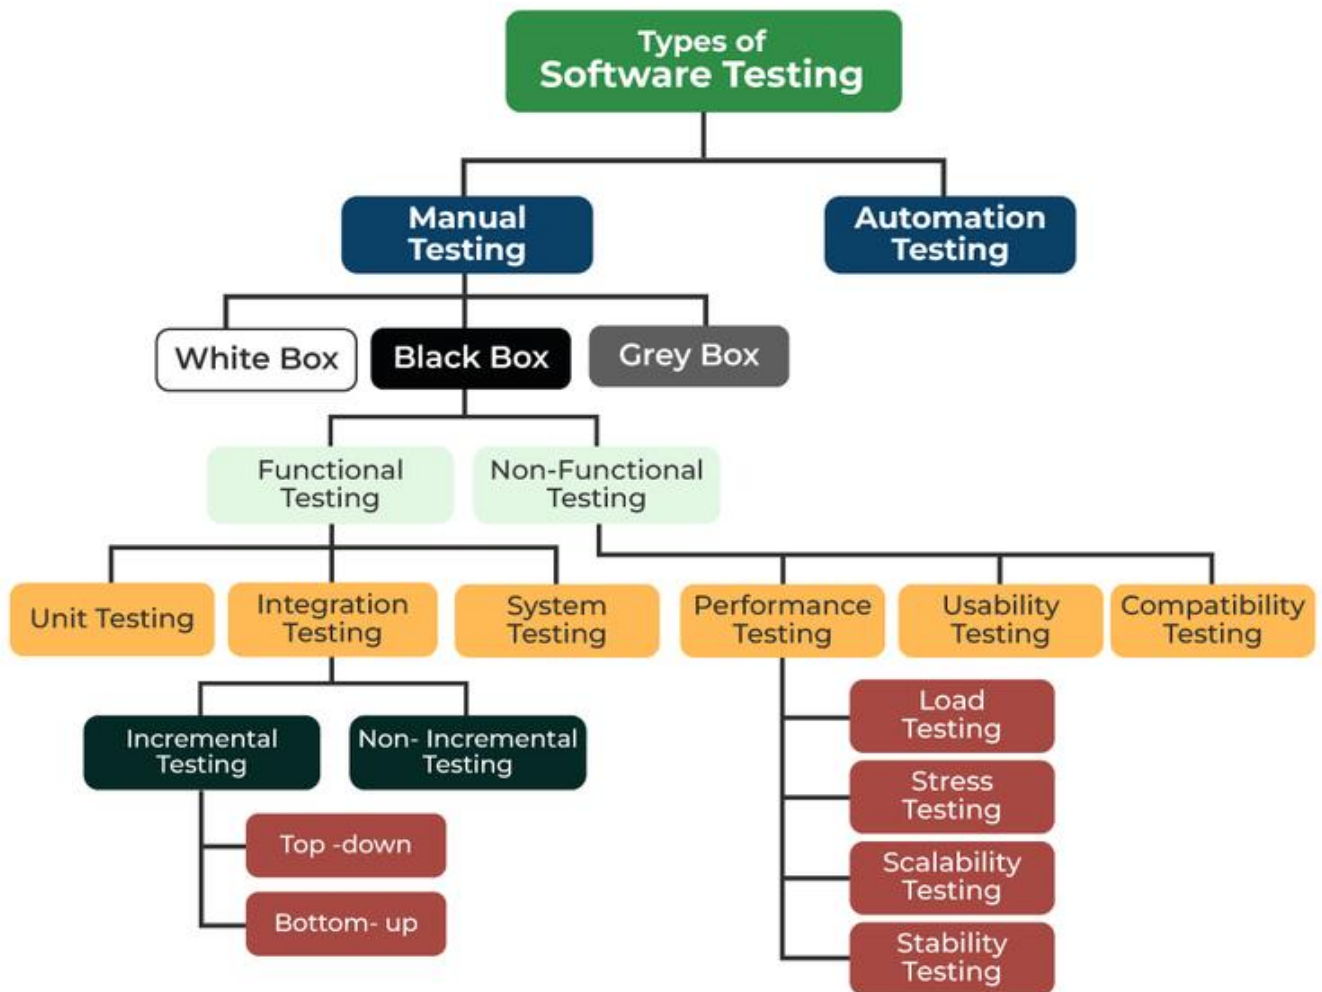 Types of
Software Testing
Manual
Testing
Automation
Testing
White Box
Black Box
Grey Box
Functional
Testing
Non-Functional
Testing
Unit Testing
Integration
Testing
System
Testing
Performance
Testing
Usability
Testing
Compatibility
Testing
Incremental
Testing
Non- Incremental
Testing
Top -down
Bottom- up
Load
Testing
Stress
Testing
Scalability
Testing
Stability
Testing